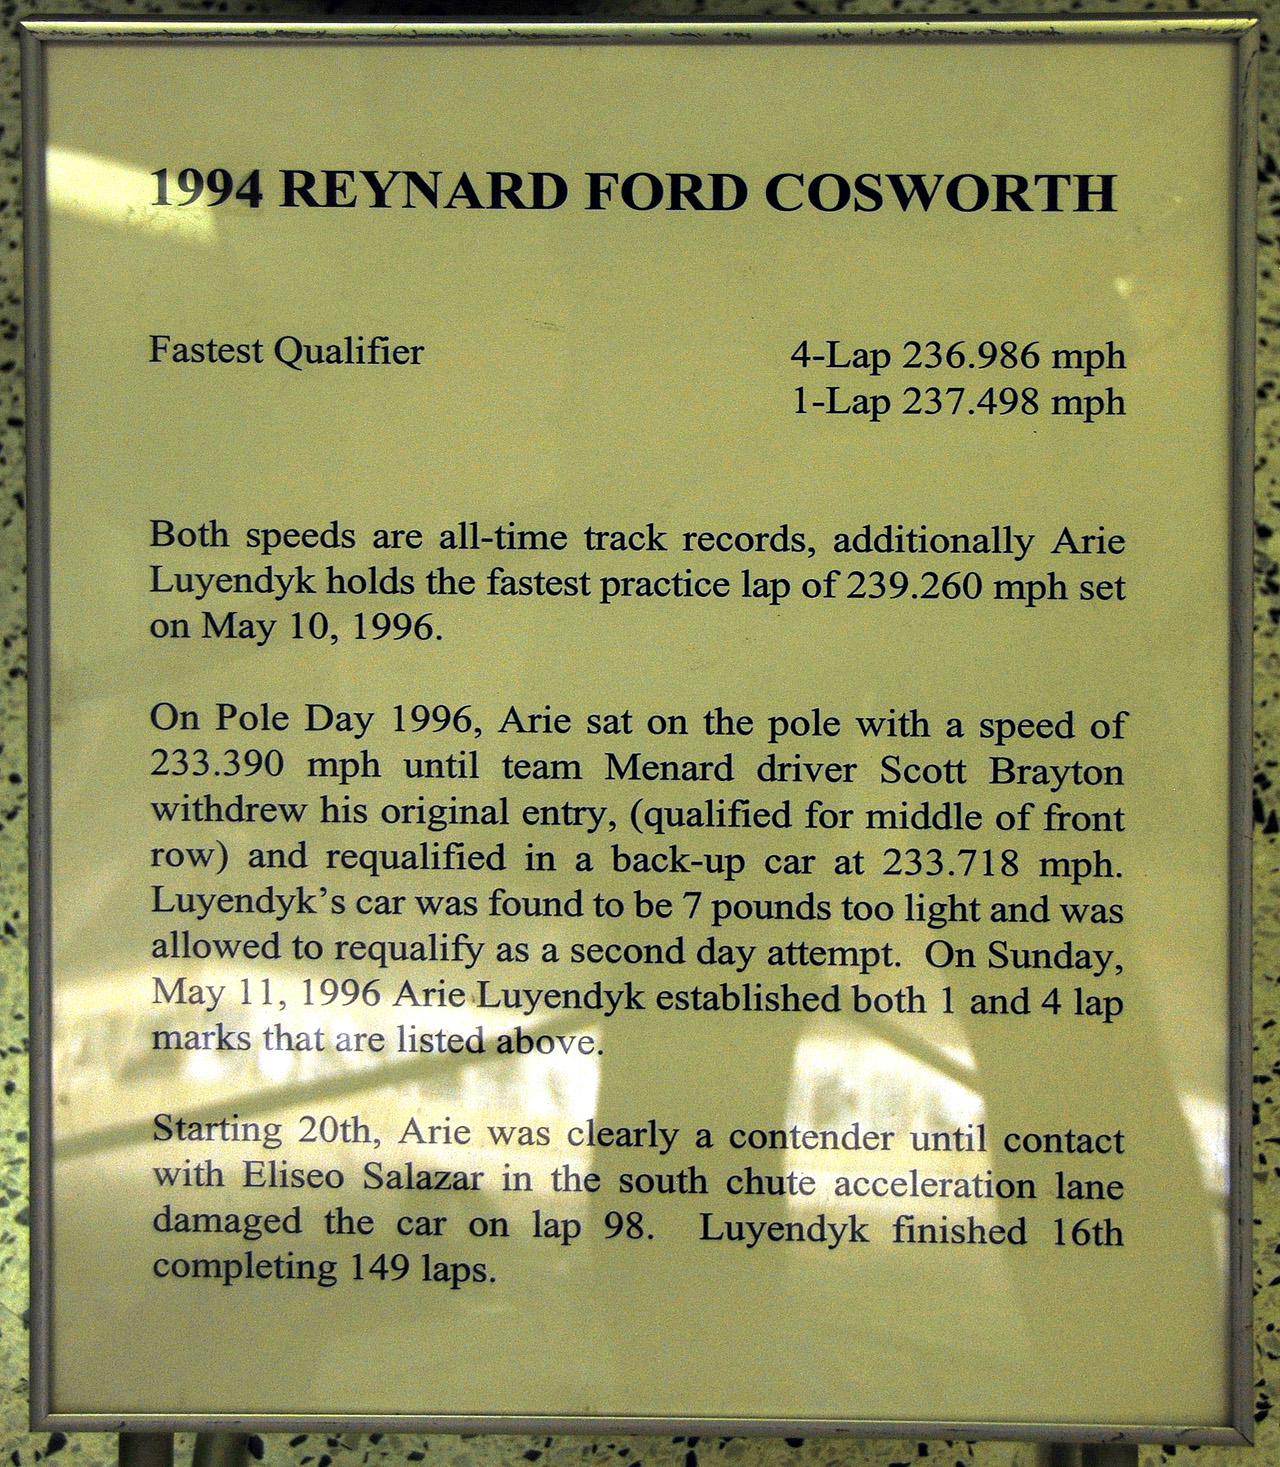 1994 REYNARD FORD COSWORTH
Fastest Qualifier 4-Lap 236.986 mph
1-Lap 237.498 mph
Both speeds are all-time track records, additionally Arie
Luyendyk holds the fastest practice lap of 239.260 mph set
on May 10, 1996.
On Pole Day 1996, Arie sat on the pole with a speed of
233.390 mph until team Menard driver Scott Brayton
withdrew his original entry, (qualified for middle of front
row) and requalified in a back-up car at 233.718 mph.
Luyendyk’s car was found to be 7 pounds too light and was
allowed to requalify as a second day attempt. On Sunday,
May 11, 1996 Arie Luyendyk established both 1 and 4 lap
marks that are listed above.
Starting 20th, Arie was clearly a contender until contact
with Eliseo Salazar in the south chute acceleration lane
damaged the car on lap 98. Luyendyk finished 16th
completing 149 laps.